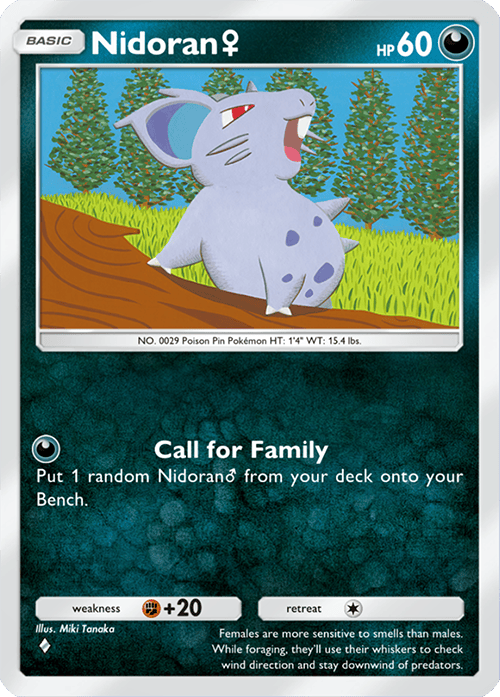 BASIC Nidoran♀ HP 60
NO. 0029 Poison Pin Pokémon HT: 1'4" WT: 15.4 lbs.
Call for Family
Put 1 random Nidoran♂ from your deck onto your
Bench.
weakness +20 retreat
Illus. Miki Tanaka
Females are more sensitive to smells than males.
While foraging, they'll use their whiskers to check
wind direction and stay downwind of predators.